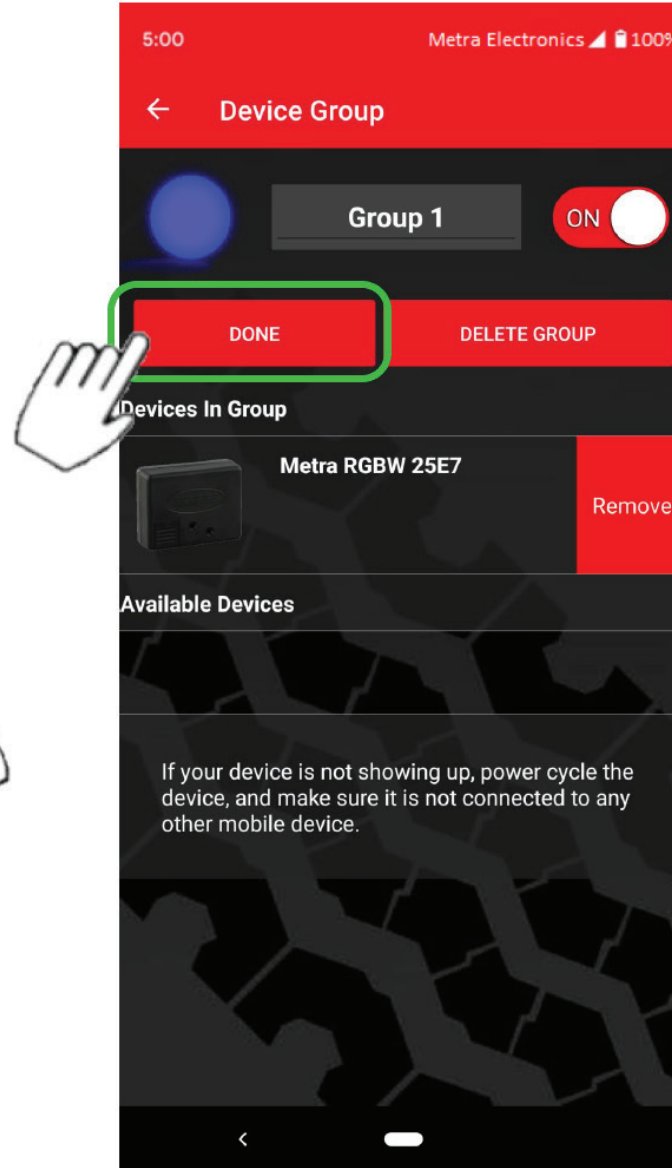 5:00 Metra Electronics 100%
Device Group
Group 1 ON
DONE DELETE GROUP
Devices In Group
Metra RGBW 25E7
Remove
Available Devices
If your device is not showing up, power cycle the
device, and make sure it is not connected to any
other mobile device.